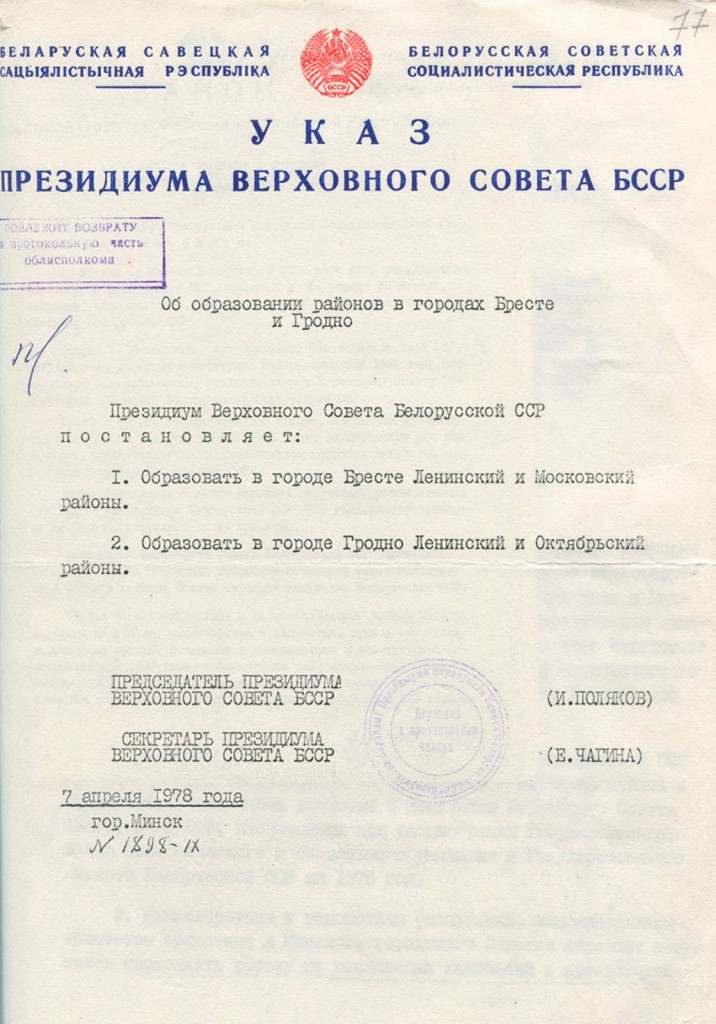 77
БЕЛАРУСКАЯ САВЕЦКАЯ
САЦЫЯЛІСТЫЧНАЯ РЭСПУБЛІКА
БССР
БЕЛОРУССКАЯ СОВЕТСКАЯ
СОЦИАЛИСТИЧЕСКАЯ РЕСПУБЛИКА
УКАЗ
ПРЕЗИДИУМА ВЕРХОВНОГО СОВЕТА БССР
ПОДЛЕЖИТ ВОЗВРАТУ
в протокольную часть
облисполкома
Об образовании районов в городах Бресте
и Гродно
Президиум Верховного Совета Белорусской ССР
п о с т а н о в л я е т:
1. Образовать в городе Бресте Ленинский и Московский
районы.
2. Образовать в городе Гродно Ленинский и Октябрьский
районы.
ПРЕДСЕДАТЕЛЬ ПРЕЗИДИУМА
ВЕРХОВНОГО СОВЕТА БССР
(И.ПОЛЯКОВ)
СЕКРЕТАРЬ ПРЕЗИДИУМА
ВЕРХОВНОГО СОВЕТА БССР
(Е.ЧАГИНА)
7 апреля 1978 года
гор.Минск
N 1898-IX